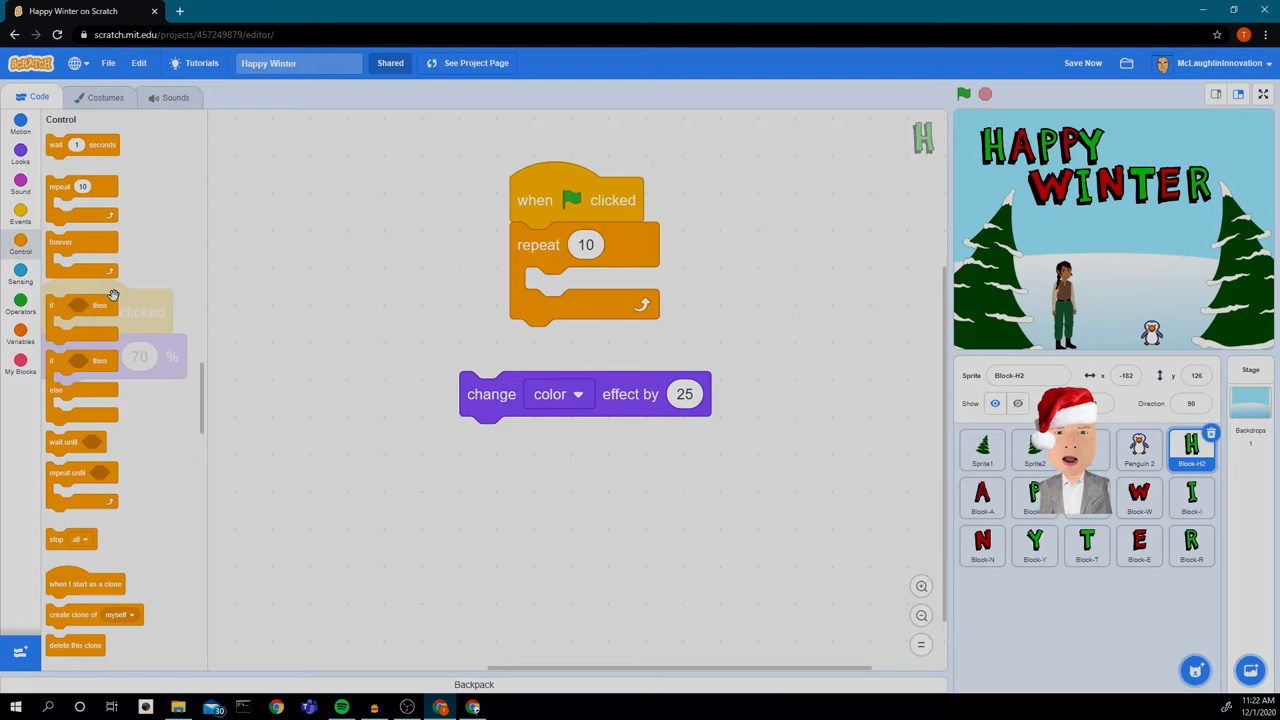 Happy Winter on Scratch
scratch.mit.edu/projects/457249879/editor/
T
SCRATCH
File
Edit
Tutorials
Happy Winter
Shared
See Project Page
Save Now
McLaughlinInnovation
Code
Costumes
Sounds
Motion
Looks
Sound
Events
Control
Sensing
Operators
Variables
My Blocks
Control
wait 1 seconds
repeat 10
forever
if then
clicked
70 %
if then
else
wait until
repeat until
stop all
when I start as a clone
create clone of myself
delete this clone
when clicked
repeat 10
change color effect by 25
H
HAPPY
WINTER
Sprite Block-H2 x -182 y 126
Show Direction 90
Stage
Backdrops
1
Sprite1
Sprite2
Penguin 2
H
Block-H2
A
Block-A
P
W
Block-W
I
Block-I
N
Block-N
Y
Block-Y
T
Block-T
E
Block-E
R
Block-R
Backpack
30
11:22 AM
12/1/2020